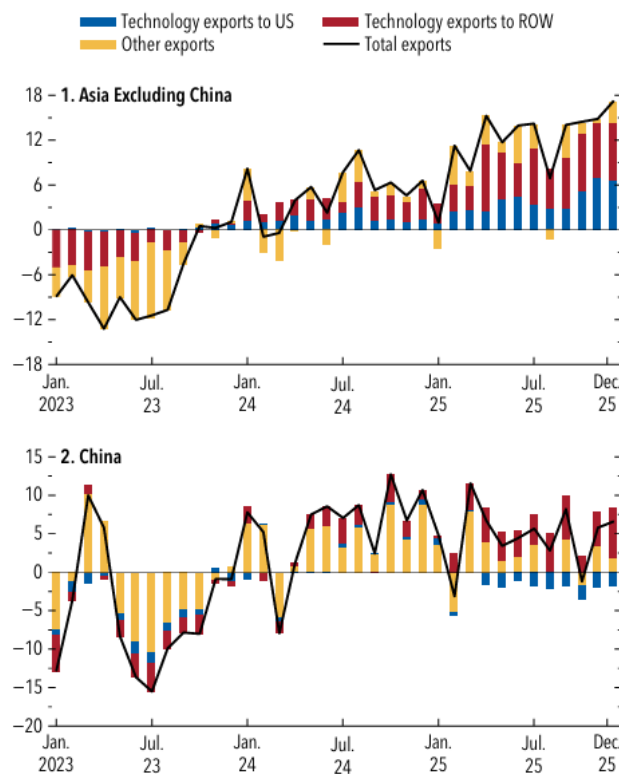 Technology exports to US
Technology exports to ROW
Other exports
Total exports
1. Asia Excluding China
18
12
6
0
−6
−12
−18
Jan. Jul. Jan. Jul. Jan. Jul. Dec.
2023 23 24 24 25 25 25
2. China
15
10
5
0
−5
−10
−15
−20
Jan. Jul. Jan. Jul. Jan. Jul. Dec.
2023 23 24 24 25 25 25